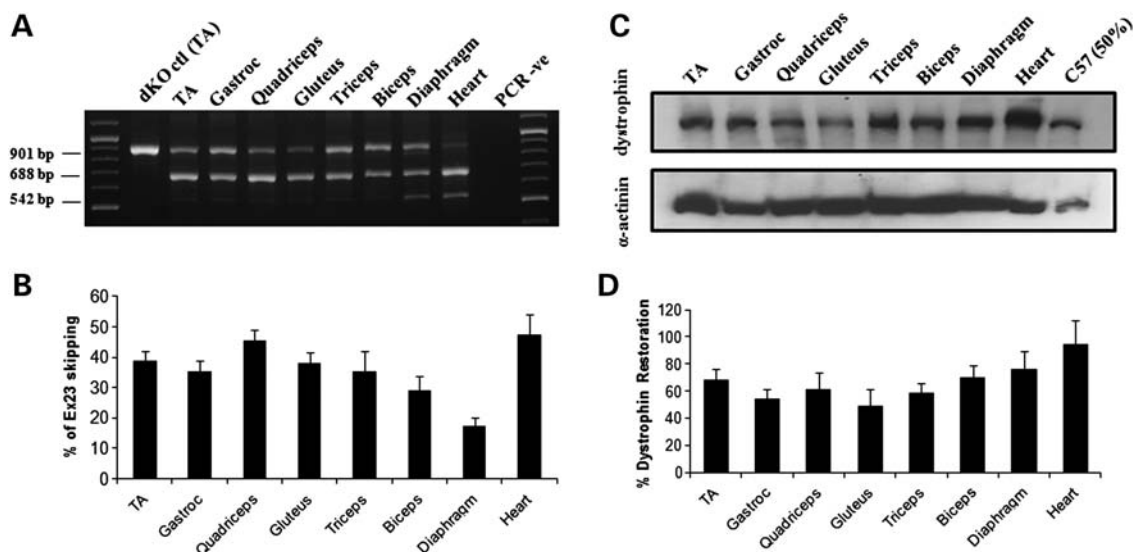 A
dKO ctl (TA)
TA
Gastroc
Quadriceps
Gluteus
Triceps
Biceps
Diaphragm
Heart
PCR -ve
901 bp
688 bp
542 bp
B
% of Ex23 skipping
60
50
40
30
20
10
0
TA
Gastroc
Quadriceps
Gluteus
Triceps
Biceps
Diaphragm
Heart
C
TA
Gastroc
Quadriceps
Gluteus
Triceps
Biceps
Diaphragm
Heart
C57 (50%)
dystrophin
α-actinin
D
% Dystrophin Restoration
120
100
80
60
40
20
0
TA
Gastroc
Quadriceps
Gluteus
Triceps
Biceps
Diaphragm
Heart